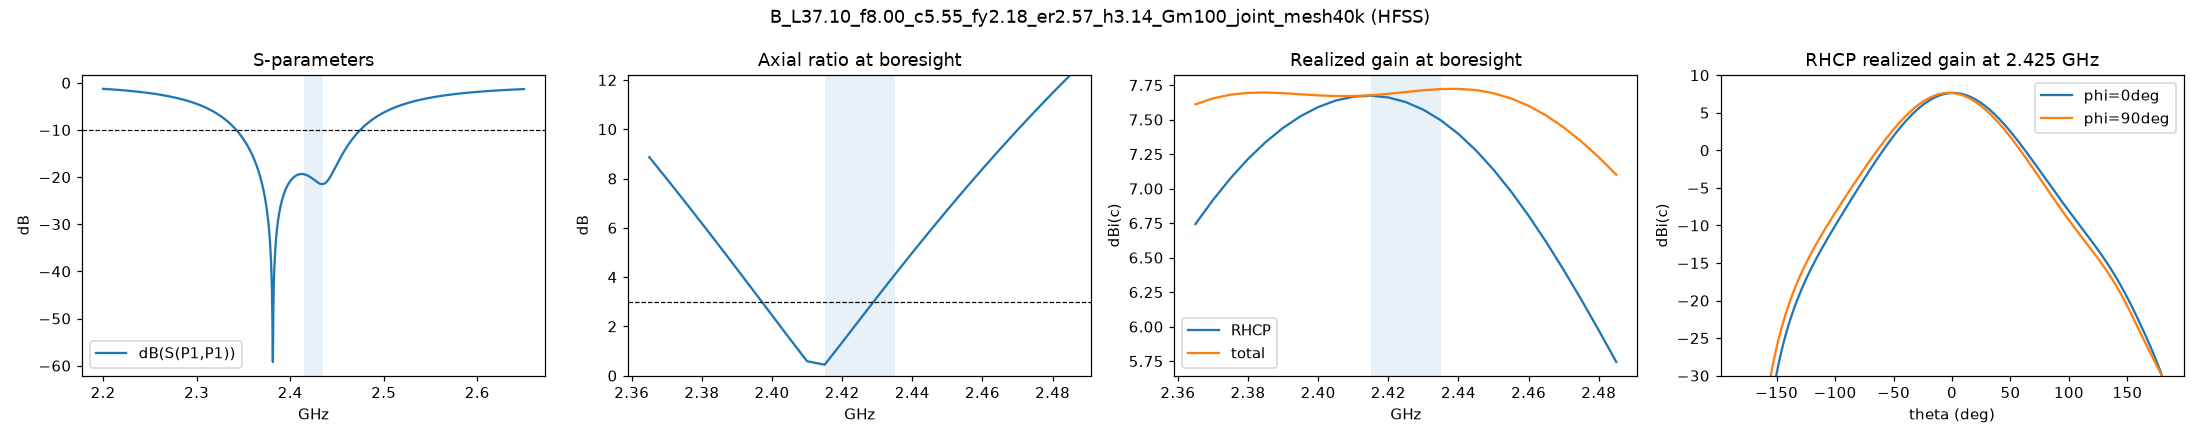 B_L37.10_f8.00_c5.55_fy2.18_er2.57_h3.14_Gm100_joint_mesh40k (HFSS)
S-parameters
0
−10
−20
−30
−40
−50
−60
dB
2.2 2.3 2.4 2.5 2.6
GHz
dB(S(P1,P1))
Axial ratio at boresight
12
10
8
6
4
2
0
dB
2.36 2.38 2.40 2.42 2.44 2.46 2.48
GHz
Realized gain at boresight
7.75
7.50
7.25
7.00
6.75
6.50
6.25
6.00
5.75
dBi(c)
2.36 2.38 2.40 2.42 2.44 2.46 2.48
GHz
RHCP
total
RHCP realized gain at 2.425 GHz
10
5
0
−5
−10
−15
−20
−25
−30
dBi(c)
−150 −100 −50 0 50 100 150
theta (deg)
phi=0deg
phi=90deg